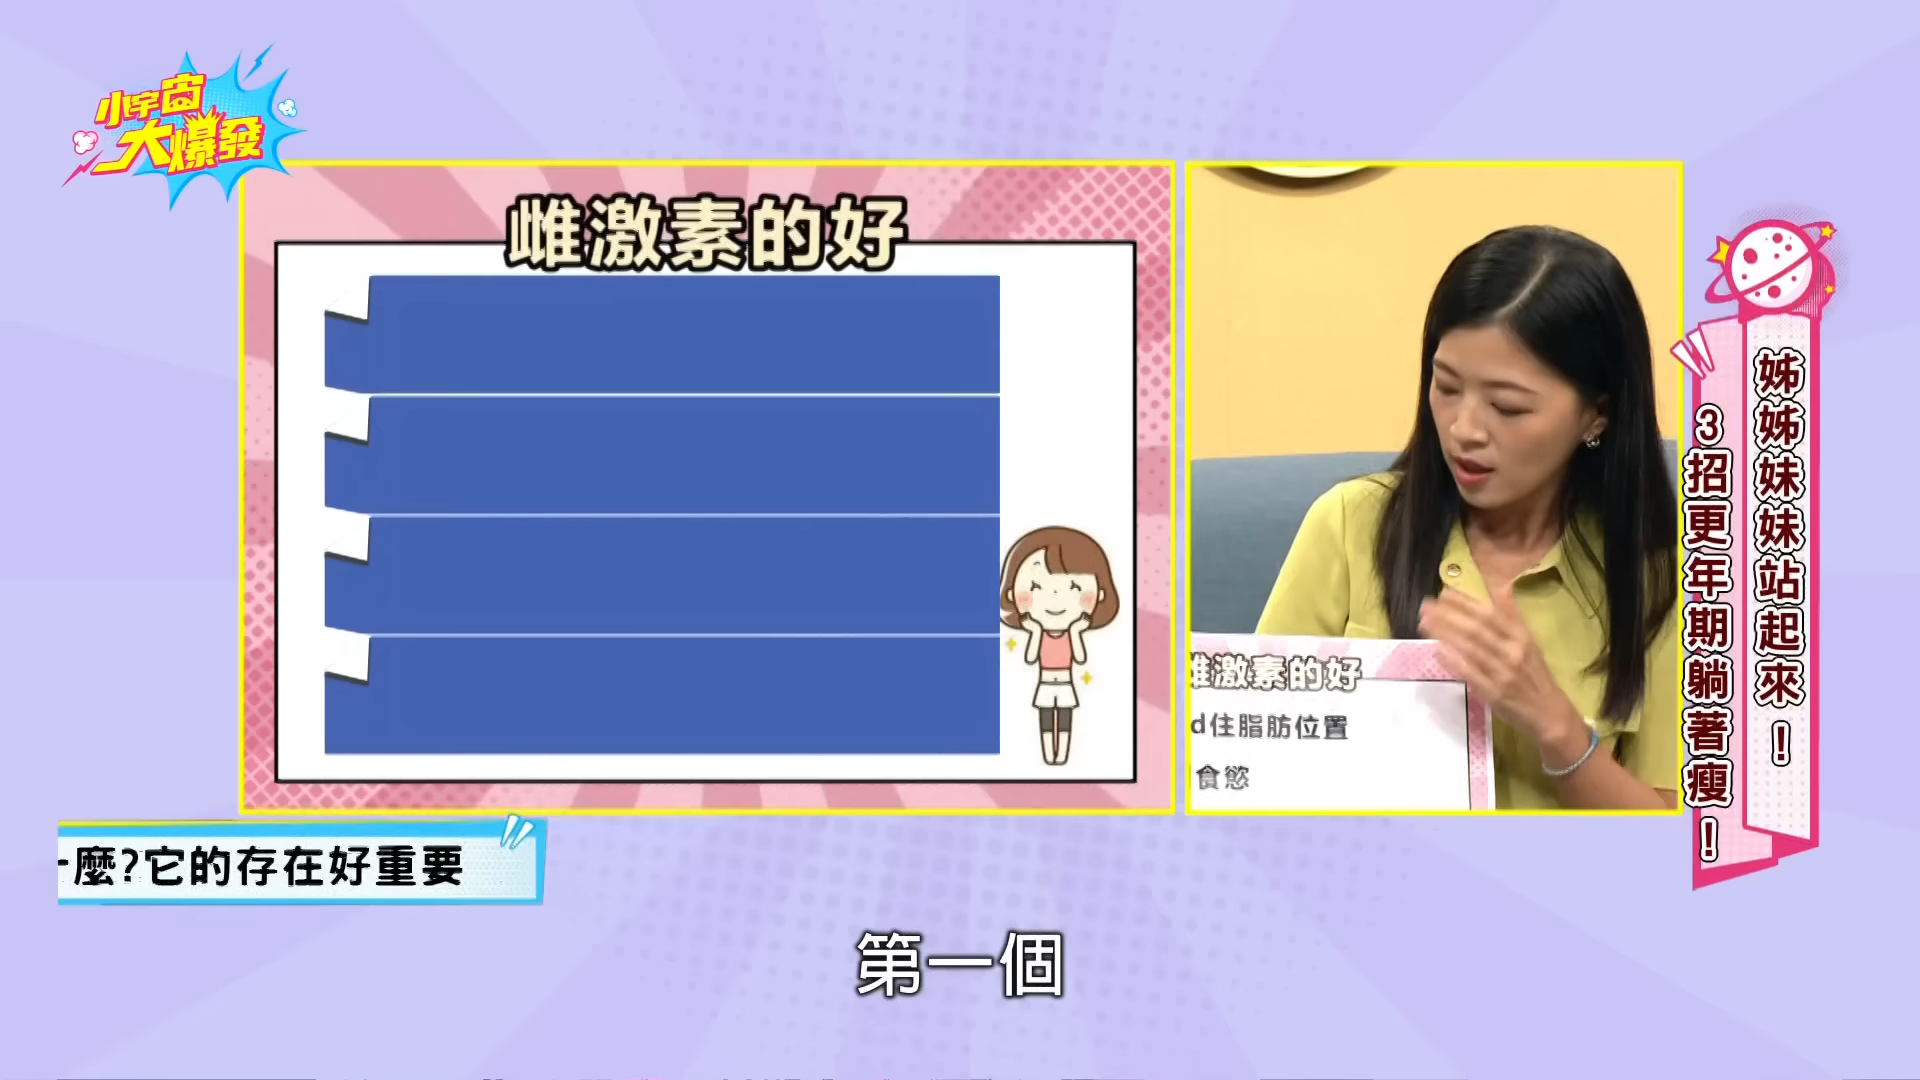 小宇宙
大爆發
雌激素的好
姊姊妹妹站起來！
3招更年期躺著瘦！
激素的好
d住脂肪位置
食慾
麼?它的存在好重要
第一個